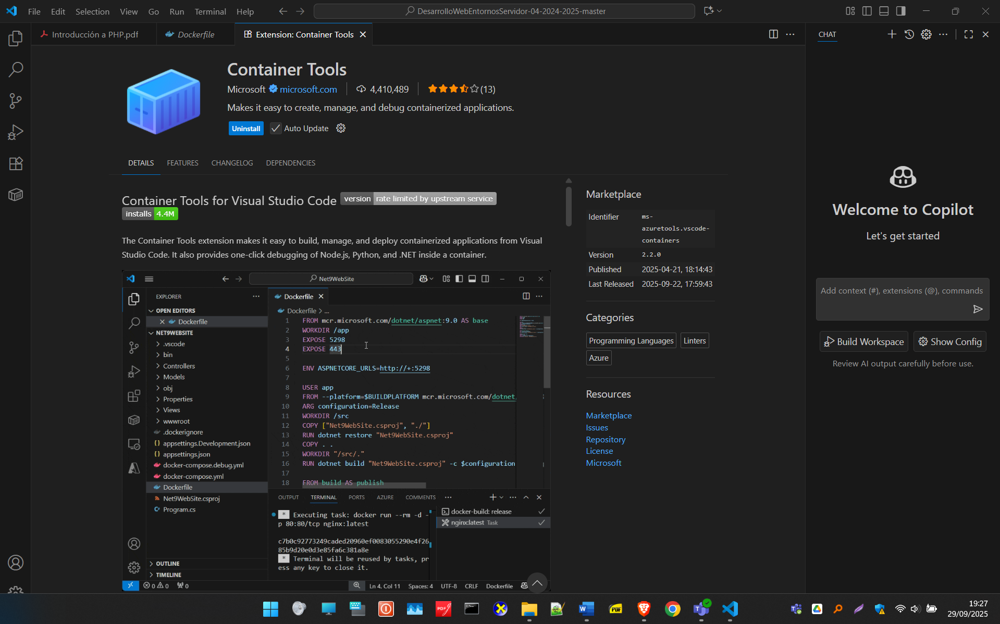 File Edit Selection View Go Run Terminal Help
DesarrolloWebEntornosServidor-04-2024-2025-master
Introducción a PHP.pdf
Dockerfile
Extension: Container Tools
CHAT
Container Tools
Microsoft microsoft.com 4,410,489 (13)
Makes it easy to create, manage, and debug containerized applications.
Uninstall Auto Update
DETAILS FEATURES CHANGELOG DEPENDENCIES
Container Tools for Visual Studio Code version rate limited by upstream service
installs 4.4M
The Container Tools extension makes it easy to build, manage, and deploy containerized applications from Visual
Studio Code. It also provides one-click debugging of Node.js, Python, and .NET inside a container.
Net9WebSite
EXPLORER
OPEN EDITORS
Dockerfile
NET9WEBSITE
.vscode
bin
Controllers
Models
obj
Properties
Views
wwwroot
.dockerignore
appsettings.Development.json
appsettings.json
docker-compose.debug.yml
docker-compose.yml
Dockerfile
Net9WebSite.csproj
Program.cs
OUTLINE
TIMELINE
Dockerfile
Dockerfile > ...
1 FROM mcr.microsoft.com/dotnet/aspnet:9.0 AS base
2 WORKDIR /app
3 EXPOSE 5298
4 EXPOSE 443
5
6 ENV ASPNETCORE_URLS=http://+:5298
7
8 USER app
9 FROM --platform=$BUILDPLATFORM mcr.microsoft.com/dotnet
10 ARG configuration=Release
11 WORKDIR /src
12 COPY ["Net9WebSite.csproj", "./"]
13 RUN dotnet restore "Net9WebSite.csproj"
14 COPY . .
15 WORKDIR "/src/."
16 RUN dotnet build "Net9WebSite.csproj" -c $configuration
17
18 FROM build AS publish
OUTPUT TERMINAL PORTS AZURE COMMENTS
* Executing task: docker run --rm -d -
p 80:80/tcp nginx:latest
c7b0c92773249caded20960ef0083055290e4f26
85b9d20e0d3e85fa6c381a8e
* Terminal will be reused by tasks, pr
ess any key to close it.
docker-build: release
nginx:latest Task
0 0 0
Ln 4, Col 11 Spaces: 4 UTF-8 CRLF Dockerfile
Marketplace
Identifier ms-
azuretools.vscode-
containers
Version 2.2.0
Published 2025-04-21, 18:14:43
Last Released 2025-09-22, 17:59:43
Categories
Programming Languages Linters
Azure
Resources
Marketplace
Issues
Repository
License
Microsoft
Welcome to Copilot
Let's get started
Add context (#), extensions (@), commands
Build Workspace Show Config
Review AI output carefully before use.
PDF
W
PDF
19:27
29/09/2025